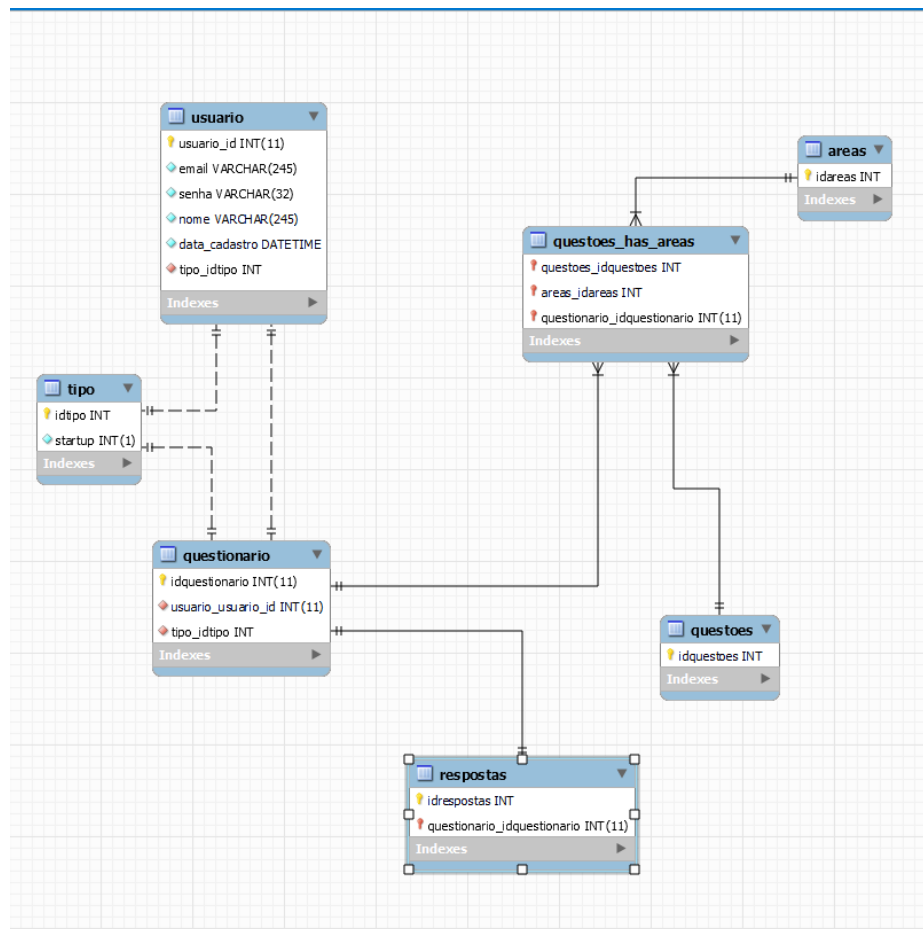 usuario
usuario_id INT(11)
email VARCHAR(245)
senha VARCHAR(32)
nome VARCHAR(245)
data_cadastro DATETIME
tipo_idtipo INT
Indexes
areas
idareas INT
Indexes
questoes_has_areas
questoes_idquestoes INT
areas_idareas INT
questionario_idquestionario INT(11)
Indexes
tipo
idtipo INT
startup INT(1)
Indexes
questionario
idquestionario INT(11)
usuario_usuario_id INT(11)
tipo_idtipo INT
Indexes
questoes
idquestoes INT
Indexes
respostas
idrespostas INT
questionario_idquestionario INT(11)
Indexes